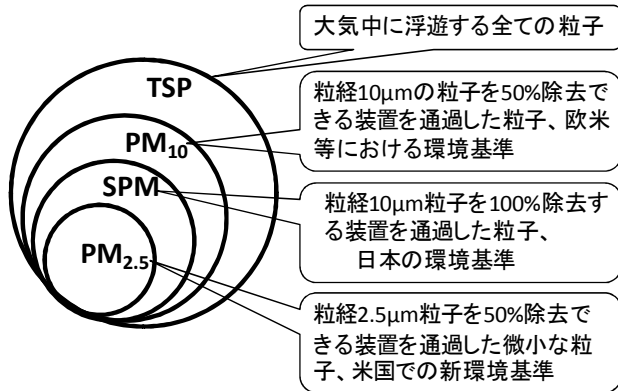 大気中に浮遊する全ての粒子
TSP
粒経10μmの粒子を50%除去で
きる装置を通過した粒子、欧米
等における環境基準
PM10
SPM
粒経10μm粒子を100%除去す
る装置を通過した粒子、
日本の環境基準
PM2.5
粒経2.5μm粒子を50%除去で
きる装置を通過した微小な粒
子、米国での新環境基準